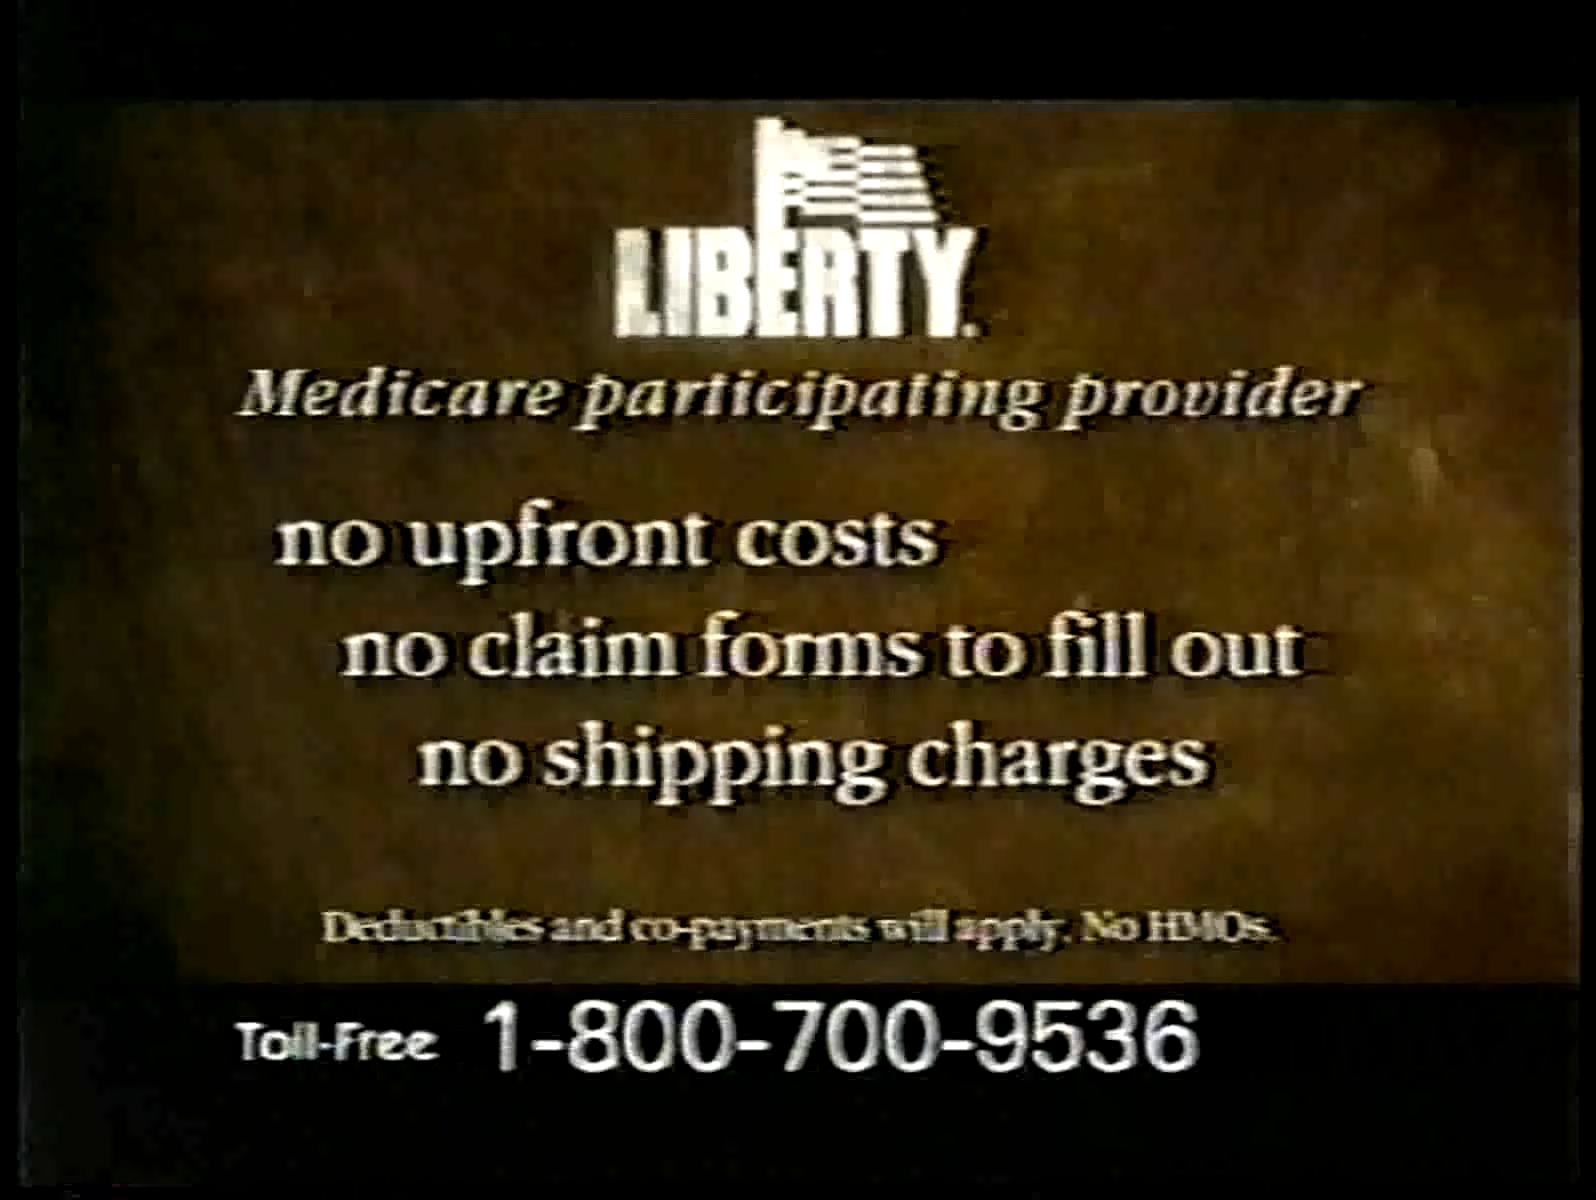 LIBERTY.
Medicare participating provider
no upfront costs
no claim forms to fill out
no shipping charges
Deductibles and co-payments will apply. No HMOs.
Toll-Free 1-800-700-9536